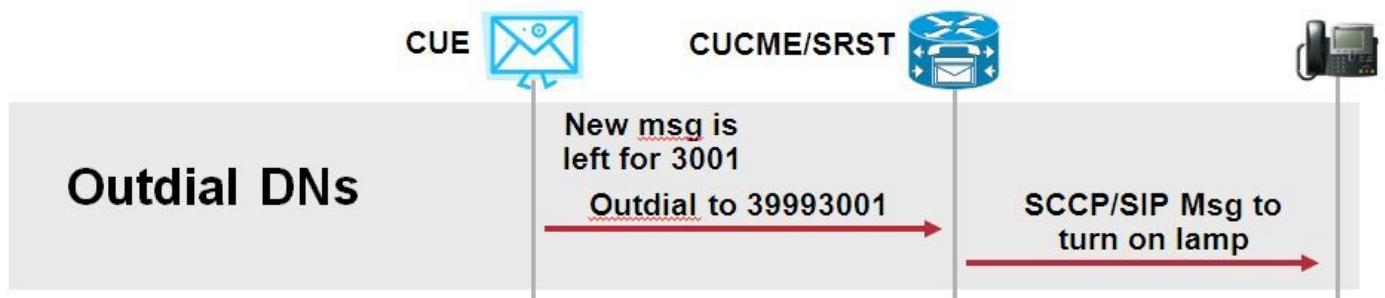 CUE
CUCME/SRST
Outdial DNs
New msg is
left for 3001
Outdial to 39993001
SCCP/SIP Msg to
turn on lamp